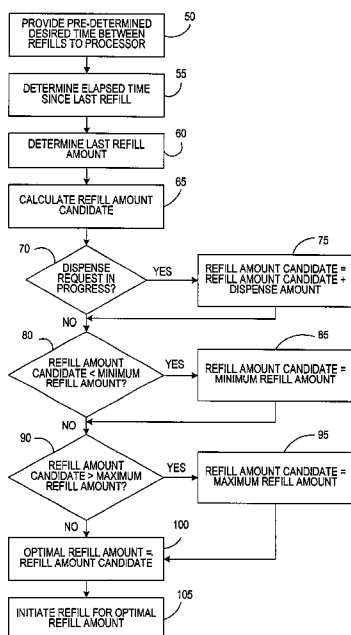 50
PROVIDE PRE-DETERMINED
DESIRED TIME BETWEEN
REFILLS TO PROCESSOR
55
DETERMINE ELAPSED TIME
SINCE LAST REFILL
60
DETERMINE LAST REFILL
AMOUNT
65
CALCULATE REFILL AMOUNT
CANDIDATE
70
DISPENSE
REQUEST IN
PROGRESS?
YES
NO
75
REFILL AMOUNT CANDIDATE =
REFILL AMOUNT CANDIDATE +
DISPENSE AMOUNT
80
REFILL AMOUNT
CANDIDATE < MINIMUM
REFILL AMOUNT?
YES
NO
85
REFILL AMOUNT CANDIDATE =
MINIMUM REFILL AMOUNT
90
REFILL AMOUNT
CANDIDATE > MAXIMUM
REFILL AMOUNT?
YES
NO
95
REFILL AMOUNT CANDIDATE =
MAXIMUM REFILL AMOUNT
100
OPTIMAL REFILL AMOUNT =
REFILL AMOUNT CANDIDATE
105
INITIATE REFILL FOR OPTIMAL
REFILL AMOUNT